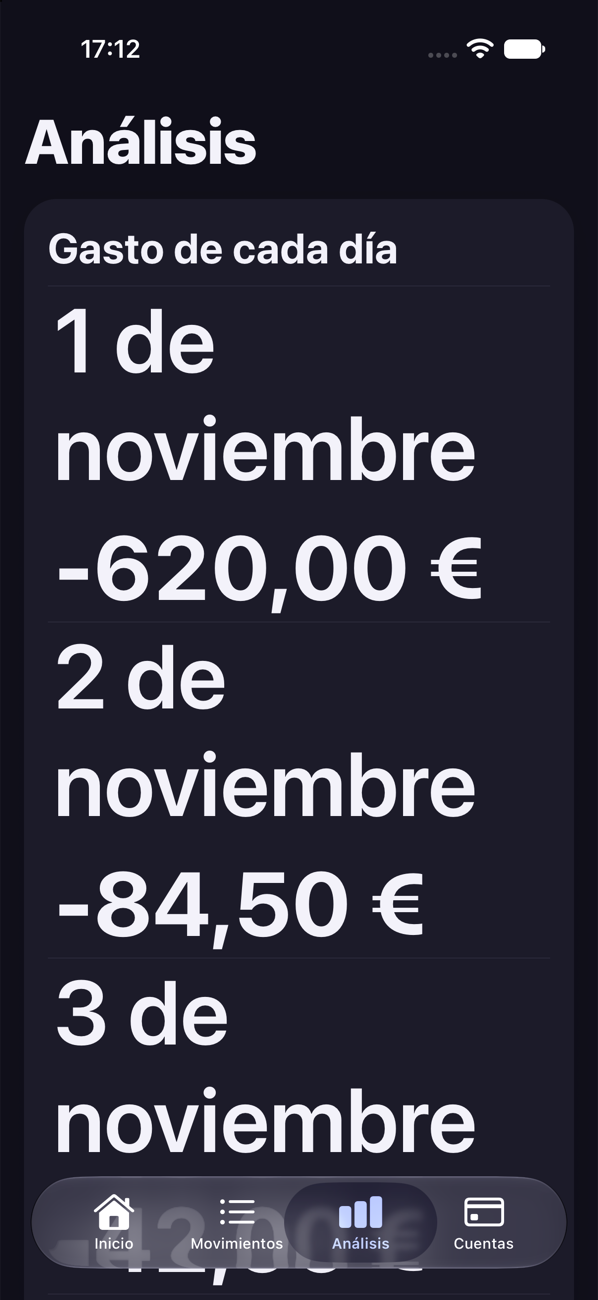 17:12
Análisis
Gasto de cada día
1 de
noviembre
-620,00 €
2 de
noviembre
-84,50 €
3 de
noviembre
Inicio
Movimientos
Análisis
Cuentas